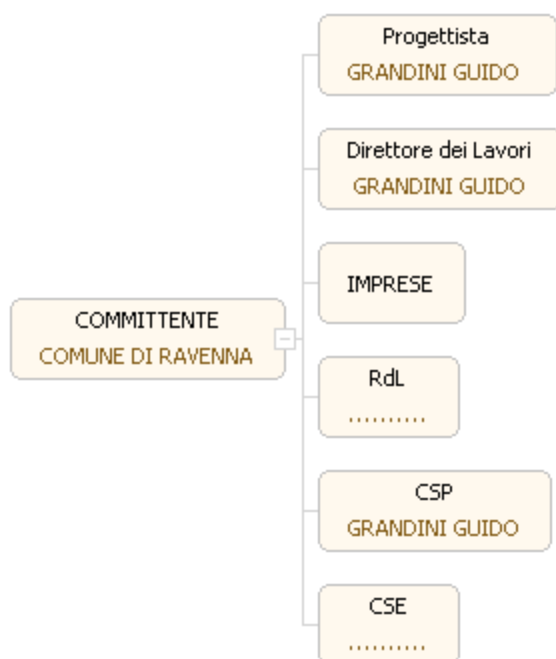 Progettista
GRANDINI GUIDO
Direttore dei Lavori
GRANDINI GUIDO
IMPRESE
COMMITTENTE
COMUNE DI RAVENNA
RdL
..........
CSP
GRANDINI GUIDO
CSE
..........